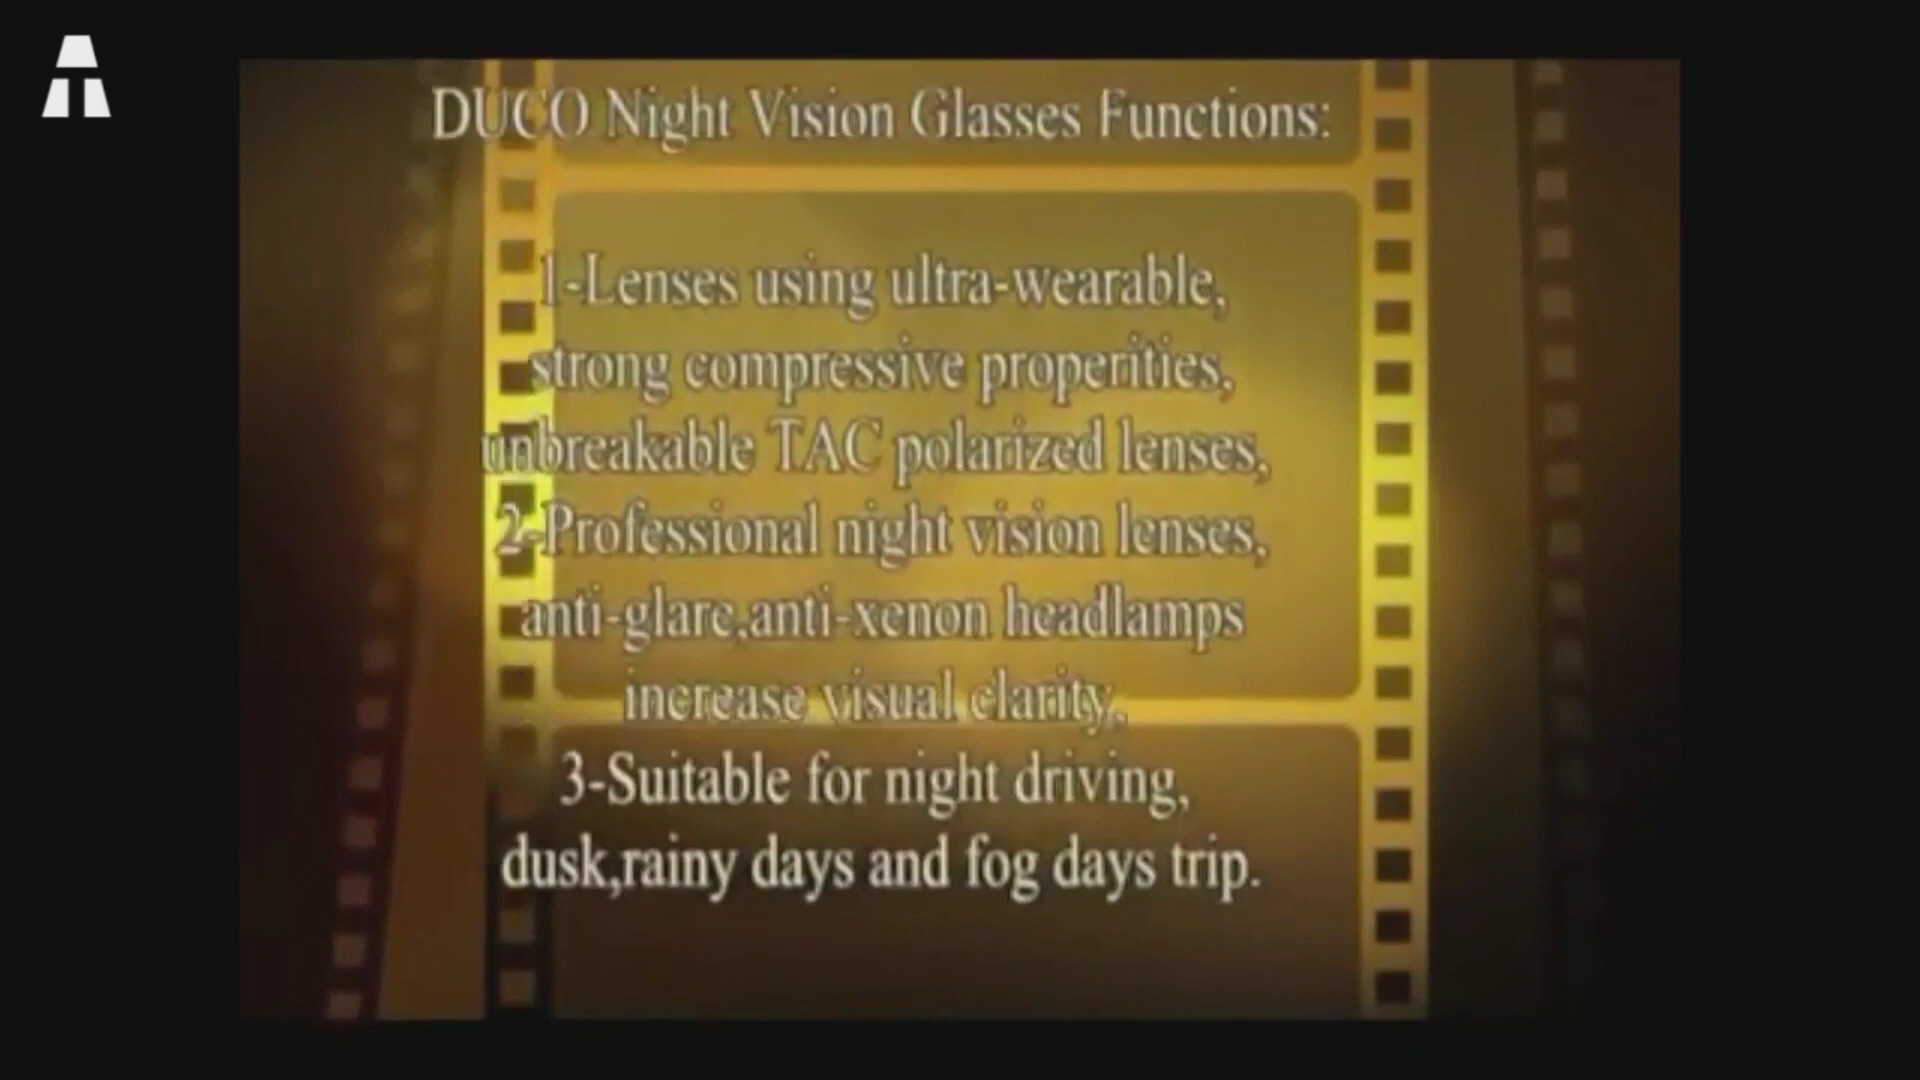 DUCO Night Vision Glasses Functions:
1-Lenses using ultra-wearable,
strong compressive properities,
unbreakable TAC polarized lenses,
2-Professional night vision lenses,
anti-glare,anti-xenon headlamps
increase visual clarity,
3-Suitable for night driving,
dusk,rainy days and fog days trip.